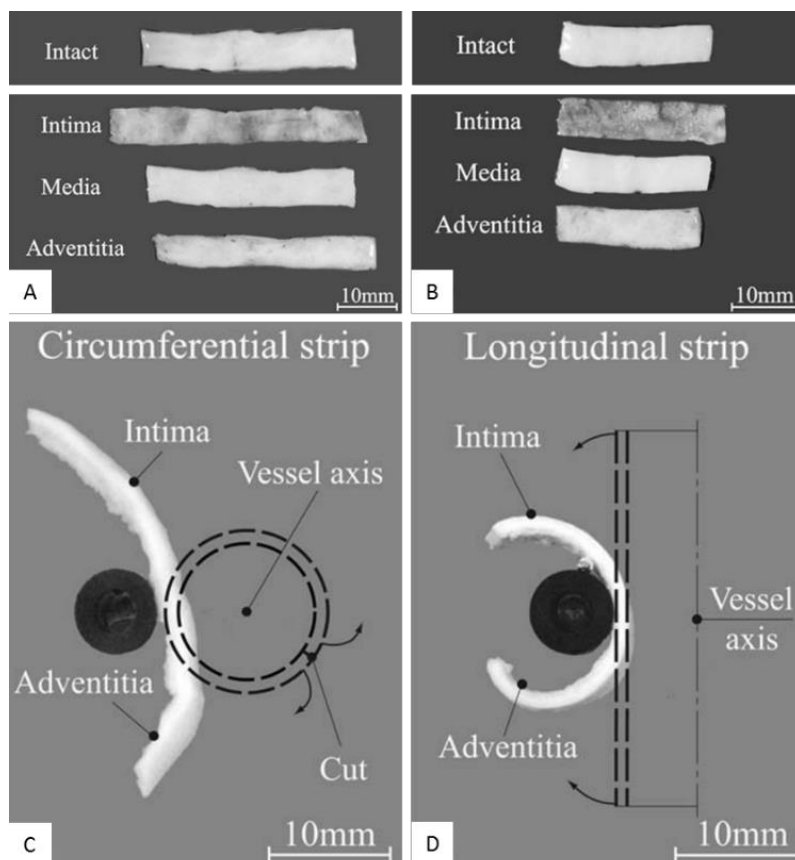 Intact
Intima
Media
Adventitia
10mm
A
Intact
Intima
Media
Adventitia
10mm
B
Circumferential strip
Intima
Vessel axis
Adventitia
Cut
10mm
C
Longitudinal strip
Intima
Vessel
axis
Adventitia
10mm
D